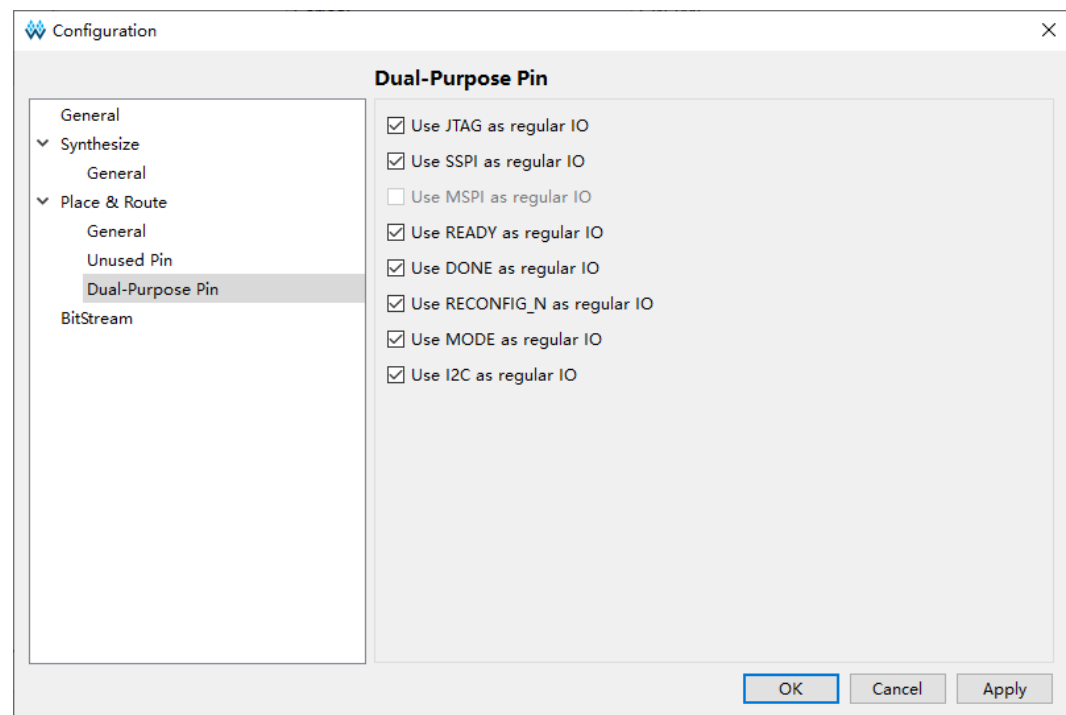 Configuration
Dual-Purpose Pin
General
Synthesize
General
Place & Route
General
Unused Pin
Dual-Purpose Pin
BitStream
Use JTAG as regular IO
Use SSPI as regular IO
Use MSPI as regular IO
Use READY as regular IO
Use DONE as regular IO
Use RECONFIG_N as regular IO
Use MODE as regular IO
Use I2C as regular IO
OK
Cancel
Apply